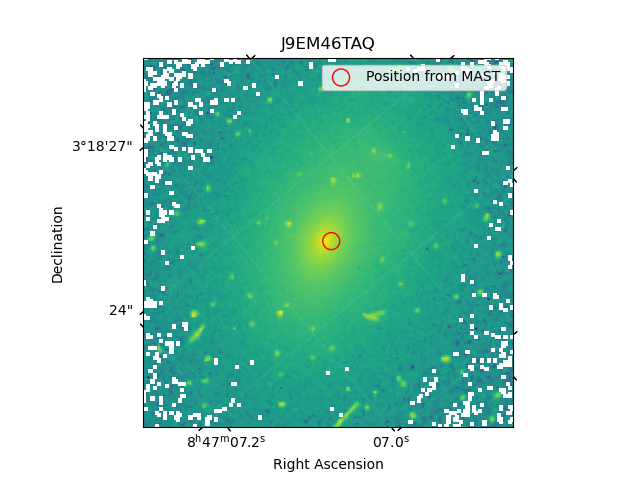 J9EM46TAQ
Position from MAST
3°18'27"
24"
Declination
8ʰ47ᵐ07.2ˢ
07.0ˢ
Right Ascension